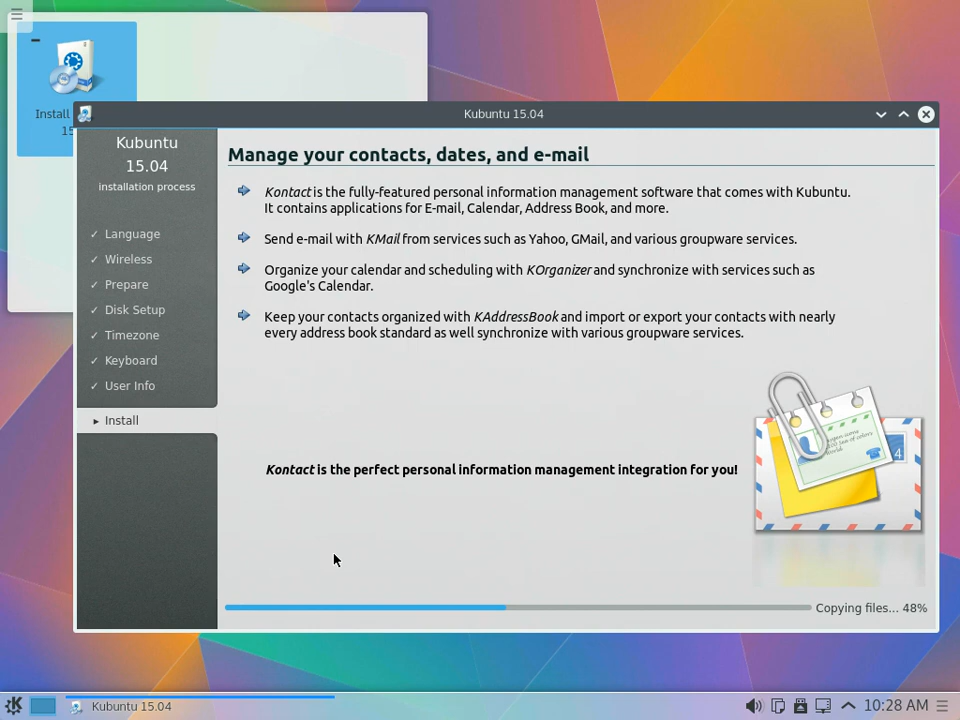 Install
15
Kubuntu 15.04
Kubuntu
15.04
installation process
✓ Language
✓ Wireless
✓ Prepare
✓ Disk Setup
✓ Timezone
✓ Keyboard
✓ User Info
▸ Install
Manage your contacts, dates, and e-mail
Kontact is the fully-featured personal information management software that comes with Kubuntu.
It contains applications for E-mail, Calendar, Address Book, and more.
Send e-mail with KMail from services such as Yahoo, GMail, and various groupware services.
Organize your calendar and scheduling with KOrganizer and synchronize with services such as
Google's Calendar.
Keep your contacts organized with KAddressBook and import or export your contacts with nearly
every address book standard as well synchronize with various groupware services.
Kontact is the perfect personal information management integration for you!
4
Copying files... 48%
Kubuntu 15.04
10:28 AM